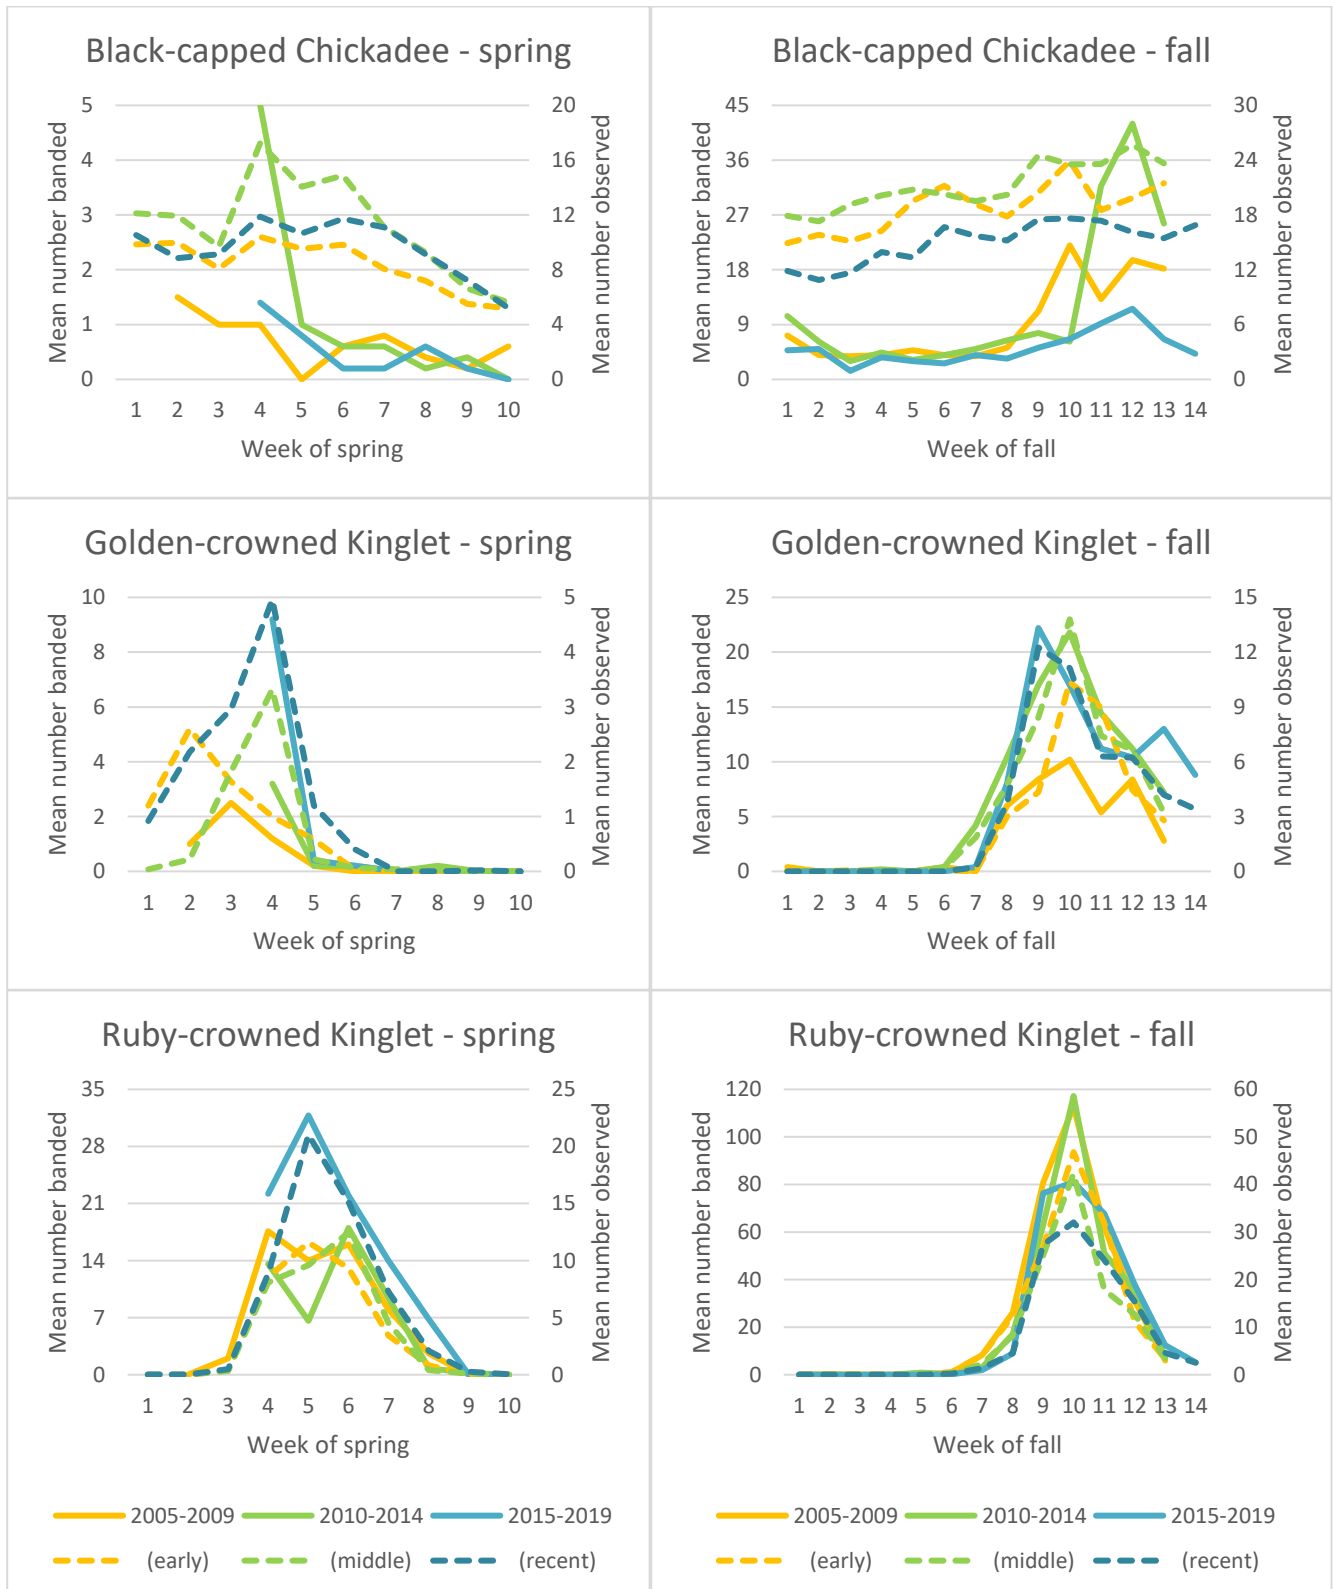 Black-capped Chickadee - spring
Mean number banded
5
4
3
2
1
0
20
16
12
8
4
0
Mean number observed
1 2 3 4 5 6 7 8 9 10
Week of spring
Black-capped Chickadee - fall
Mean number banded
45
36
27
18
9
0
30
24
18
12
6
0
Mean number observed
1 2 3 4 5 6 7 8 9 10 11 12 13 14
Week of fall
Golden-crowned Kinglet - spring
Mean number banded
10
8
6
4
2
0
5
4
3
2
1
0
Mean number observed
1 2 3 4 5 6 7 8 9 10
Week of spring
Golden-crowned Kinglet - fall
Mean number banded
25
20
15
10
5
0
15
12
9
6
3
0
Mean number observed
1 2 3 4 5 6 7 8 9 10 11 12 13 14
Week of fall
Ruby-crowned Kinglet - spring
Mean number banded
35
28
21
14
7
0
25
20
15
10
5
0
Mean number observed
1 2 3 4 5 6 7 8 9 10
Week of spring
2005-2009 2010-2014 2015-2019
(early) (middle) (recent)
Ruby-crowned Kinglet - fall
Mean number banded
120
100
80
60
40
20
0
60
50
40
30
20
10
0
Mean number observed
1 2 3 4 5 6 7 8 9 10 11 12 13 14
Week of fall
2005-2009 2010-2014 2015-2019
(early) (middle) (recent)